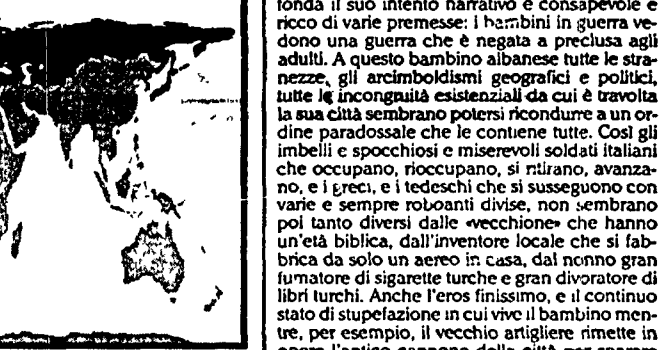 fonda il suo intento narrativo è consapevole e
ricco di varie premesse: i bambini in guerra ve-
dono una guerra che è negata a preclusa agli
adulti. A questo bambino albanese tutte le stra-
nezze, gli arcimboldismi geografici e politici,
tutte le incongruità esistenziali da cui è travolta
la sua città sembrano potersi ricondurre a un or-
dine paradossale che le contiene tutte. Così gli
imbelli e spocchiosi e miserevoli soldati italiani
che occupano, rioccupano, si ritirano, avanza-
no, e i greci, e i tedeschi che si susseguono con
varie e sempre roboanti divise, non sembrano
poi tanto diversi dalle «vecchione» che hanno
un'età biblica, dall'inventore locale che si fab-
brica da solo un aereo in casa, dal nonno gran
fumatore di sigarette turche e gran divoratore di
libri turchi. Anche l'eros finissimo, e il continuo
stato di stupefazione in cui vive il bambino men-
tre, per esempio, il vecchio artigliere rimette in
opera l'antico cannone della città per sparare